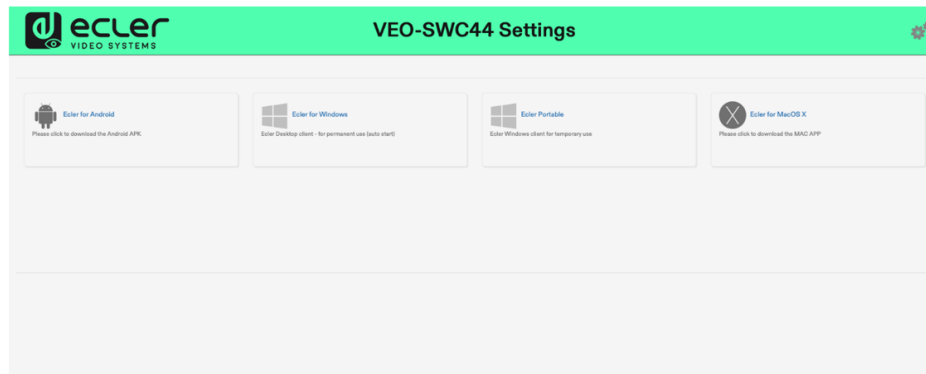 ecler
VIDEO SYSTEMS
VEO-SWC44 Settings
Ecler for Android
Please click to download the Android APK
Ecler for Windows
Ecler Desktop client - for permanent use (auto start)
Ecler Portable
Ecler Windows client for temporary use
Ecler for MacOS X
Please click to download the MAC APP